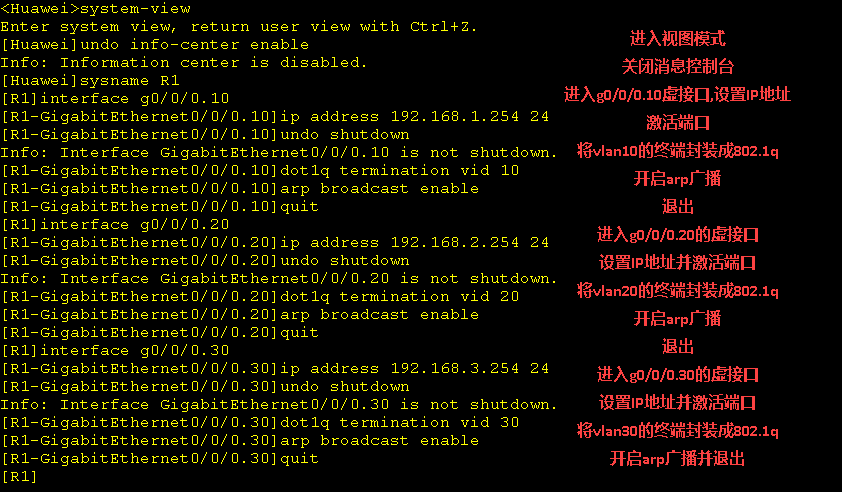 <Huawei>system-view
Enter system view, return user view with Ctrl+Z.
[Huawei]undo info-center enable
Info: Information center is disabled.
[Huawei]sysname R1
[R1]interface g0/0/0.10
[R1-GigabitEthernet0/0/0.10]ip address 192.168.1.254 24
[R1-GigabitEthernet0/0/0.10]undo shutdown
Info: Interface GigabitEthernet0/0/0.10 is not shutdown.
[R1-GigabitEthernet0/0/0.10]dot1q termination vid 10
[R1-GigabitEthernet0/0/0.10]arp broadcast enable
[R1-GigabitEthernet0/0/0.10]quit
[R1]interface g0/0/0.20
[R1-GigabitEthernet0/0/0.20]ip address 192.168.2.254 24
[R1-GigabitEthernet0/0/0.20]undo shutdown
Info: Interface GigabitEthernet0/0/0.20 is not shutdown.
[R1-GigabitEthernet0/0/0.20]dot1q termination vid 20
[R1-GigabitEthernet0/0/0.20]arp broadcast enable
[R1-GigabitEthernet0/0/0.20]quit
[R1]interface g0/0/0.30
[R1-GigabitEthernet0/0/0.30]ip address 192.168.3.254 24
[R1-GigabitEthernet0/0/0.30]undo shutdown
Info: Interface GigabitEthernet0/0/0.30 is not shutdown.
[R1-GigabitEthernet0/0/0.30]dot1q termination vid 30
[R1-GigabitEthernet0/0/0.30]arp broadcast enable
[R1-GigabitEthernet0/0/0.30]quit
[R1]
进入视图模式
关闭消息控制台
进入g0/0/0.10虚接口,设置IP地址
激活端口
将vlan10的终端封装成802.1q
开启arp广播
退出
进入g0/0/0.20的虚接口
设置IP地址并激活端口
将vlan20的终端封装成802.1q
开启arp广播
退出
进入g0/0/0.30的虚接口
设置IP地址并激活端口
将vlan30的终端封装成802.1q
开启arp广播并退出